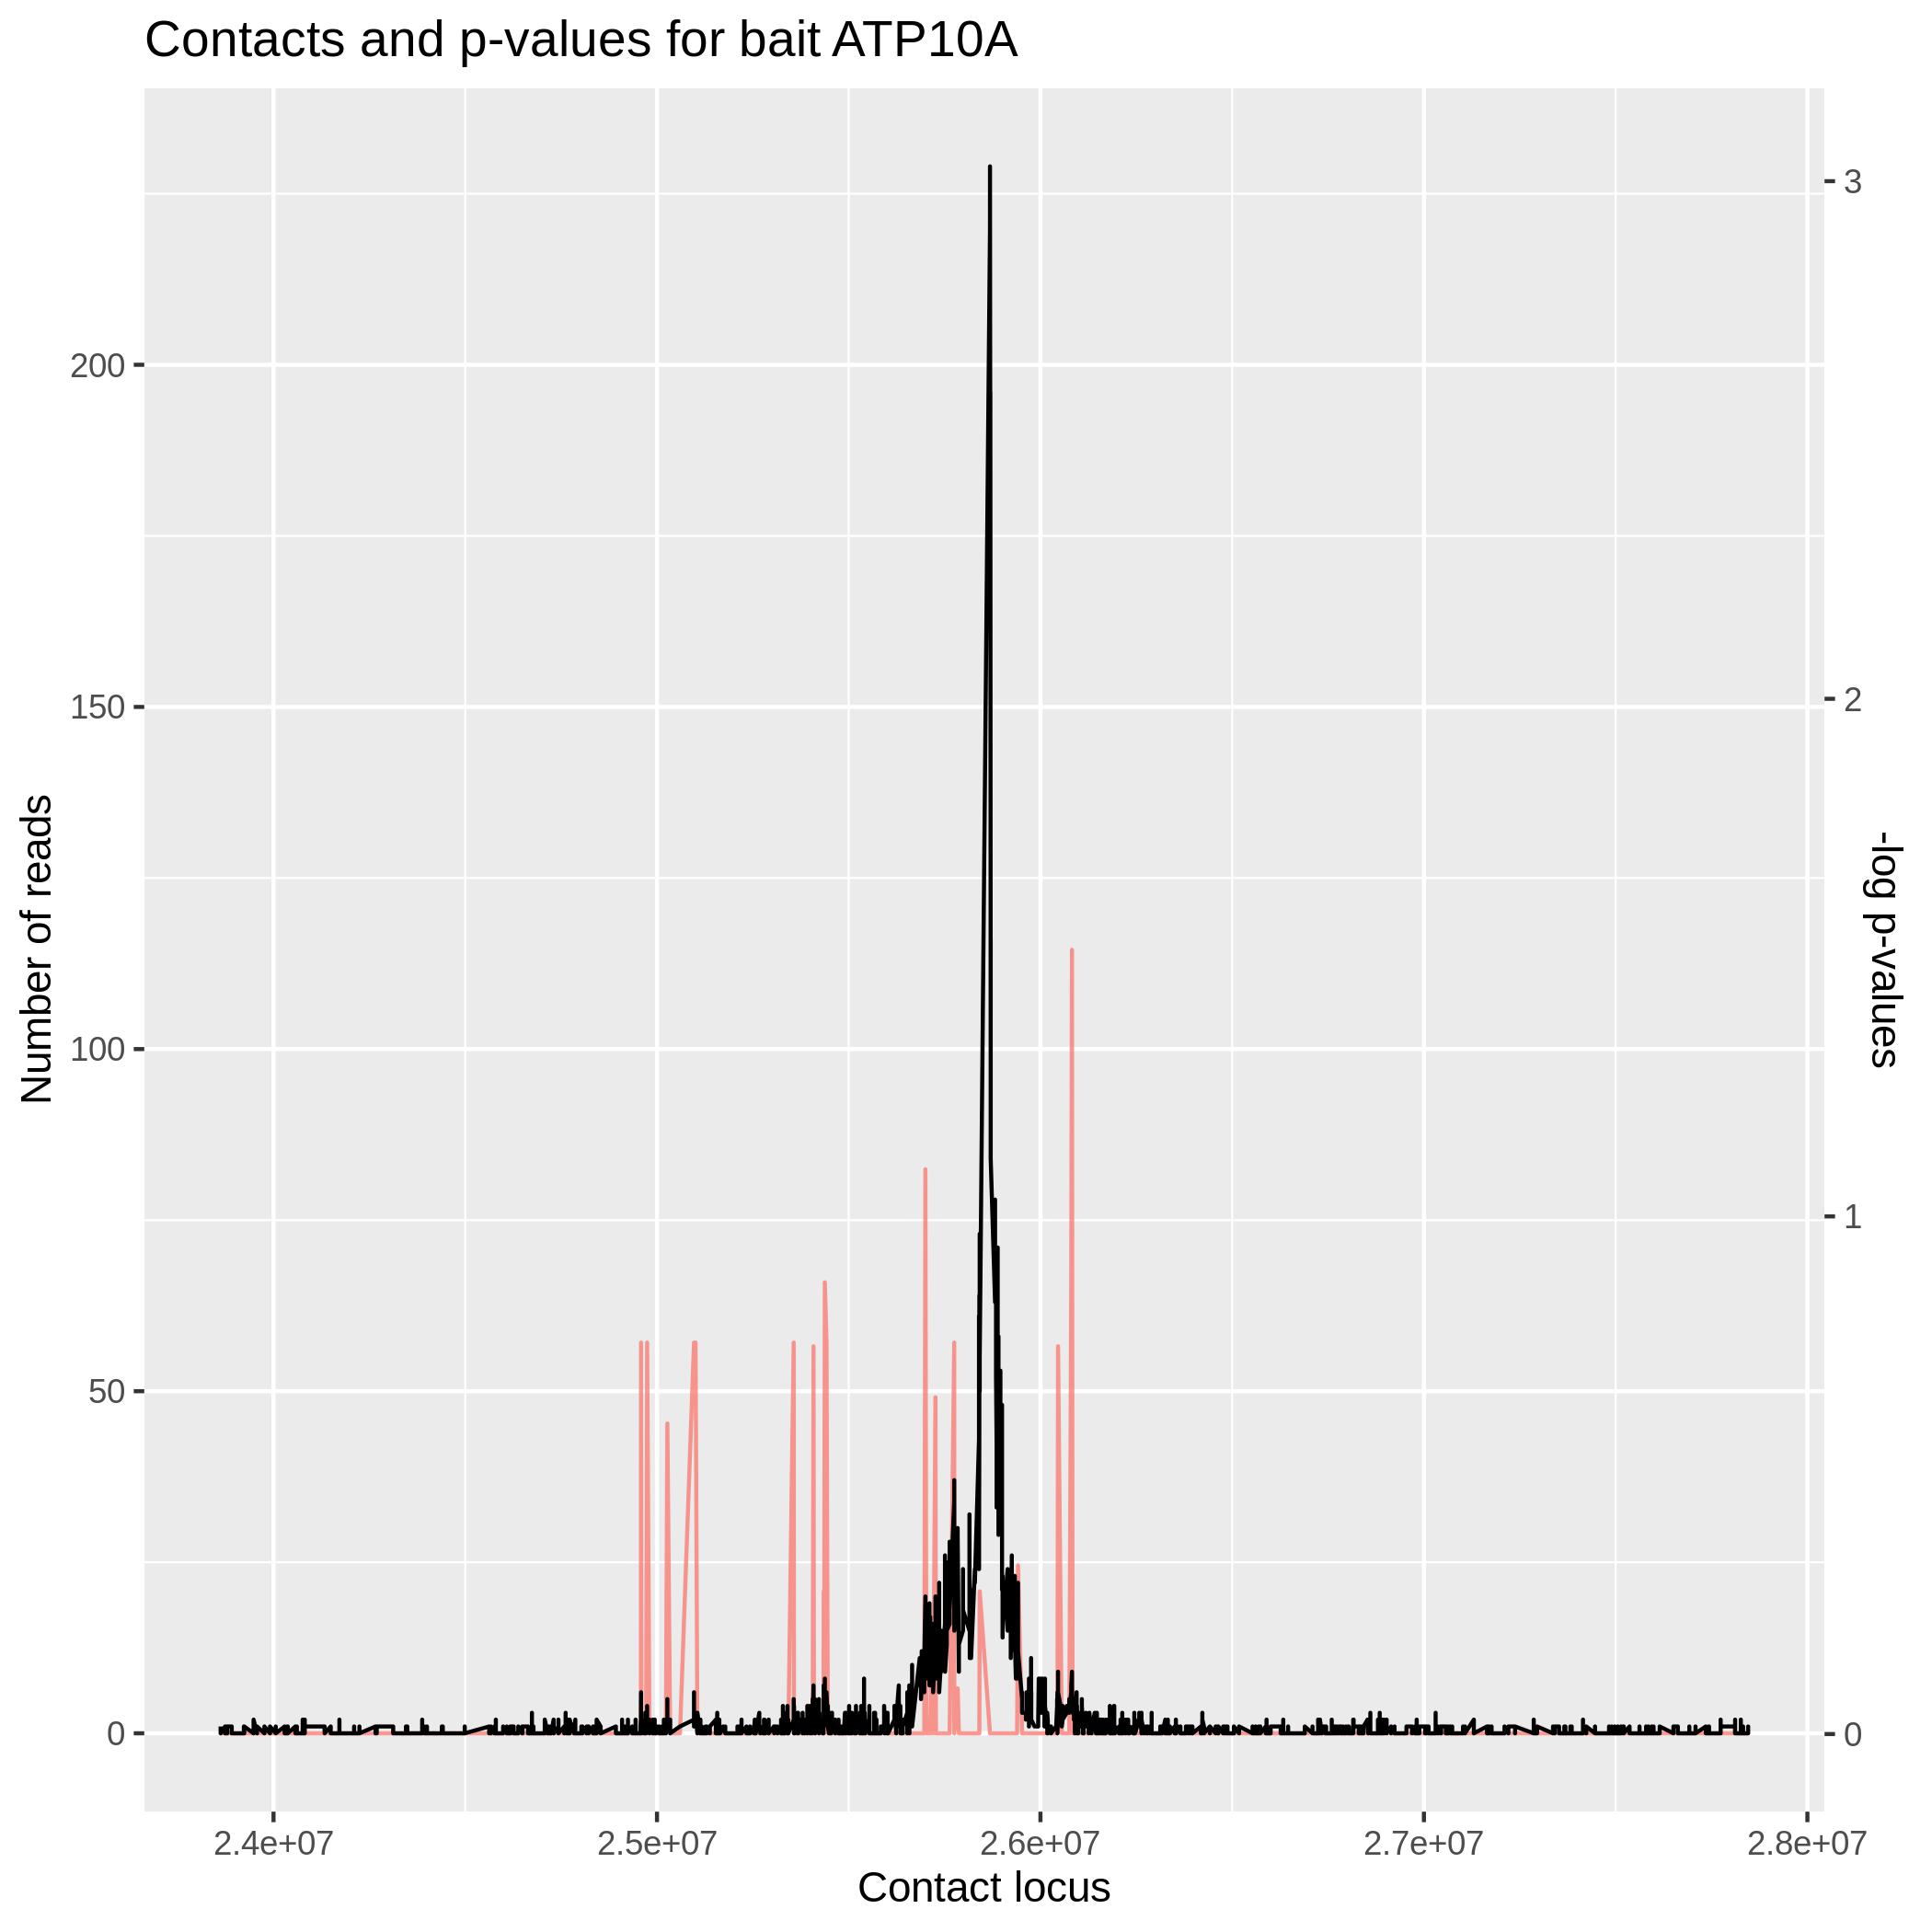 Contacts and p-values for bait ATP10A
Number of reads
200
150
100
50
0
3
2
1
0
-log p-values
2.4e+07
2.5e+07
2.6e+07
2.7e+07
2.8e+07
Contact locus